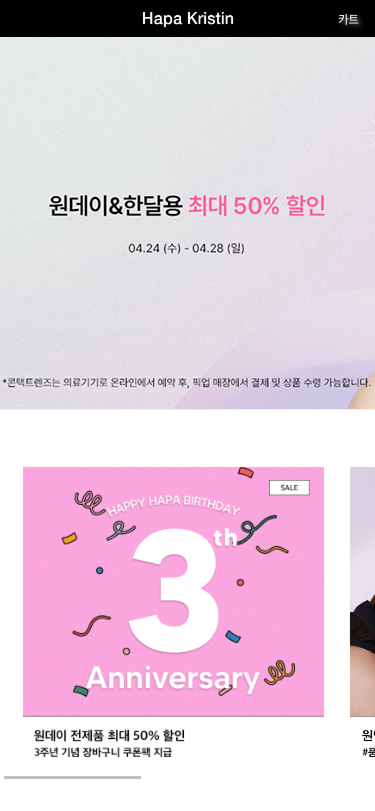 Hapa Kristin
카트
원데이&한달용 최대 50% 할인
04.24 (수) - 04.28 (일)
*콘택트렌즈는 의료기기로 온라인에서 예약 후, 픽업 매장에서 결제 및 상품 수령 가능합니다.
SALE
HAPPY HAPA BIRTHDAY
3th
Anniversary
원데이 전제품 최대 50% 할인
3주년 기념 장바구니 쿠폰팩 지급